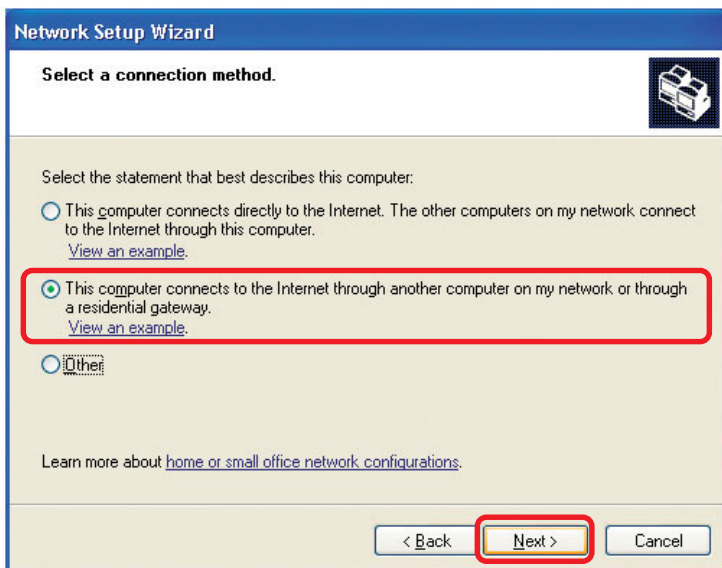 Network Setup Wizard
Select a connection method.
Select the statement that best describes this computer:
This computer connects directly to the Internet. The other computers on my network connect
to the Internet through this computer.
View an example.
This computer connects to the Internet through another computer on my network or through
a residential gateway.
View an example.
Other
Learn more about home or small office network configurations.
< Back Next > Cancel